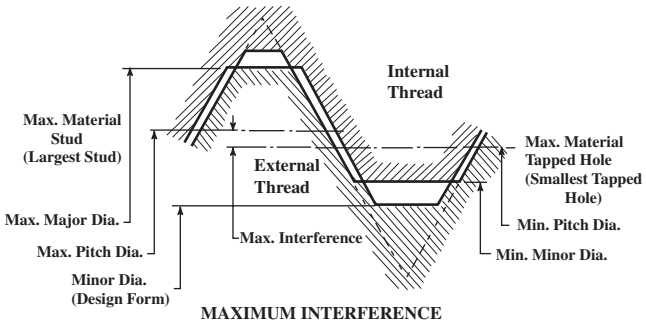 Internal
Thread
Max. Material
Stud
(Largest Stud)
External
Thread
Max. Material
Tapped Hole
(Smallest Tapped
Hole)
Max. Major Dia.
Min. Pitch Dia.
Max. Pitch Dia.
Max. Interference
Min. Minor Dia.
Minor Dia.
(Design Form)
MAXIMUM INTERFERENCE